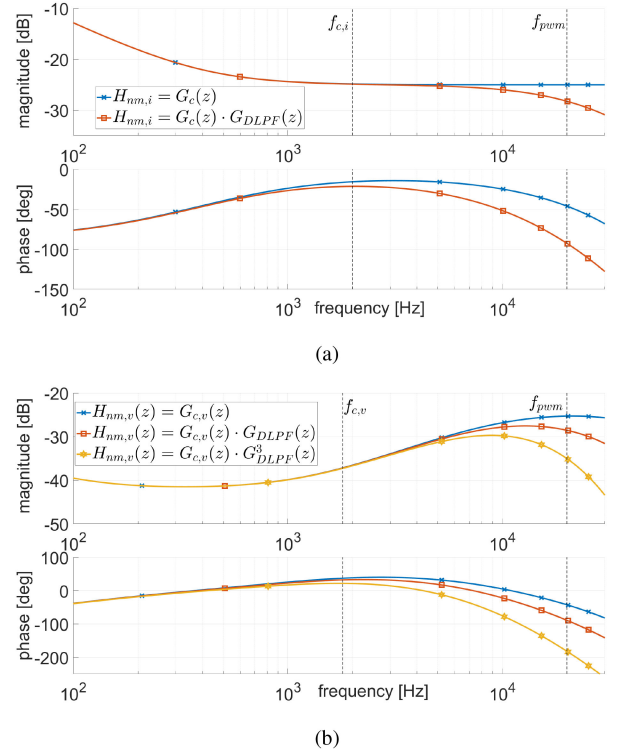 -10
-20
-30
magnitude [dB]
f_{c,i}
f_{pwm}
H_{nm,i} = G_c(z)
H_{nm,i} = G_c(z) · G_{DLPF}(z)
10^2 10^3 10^4
0
-50
-100
-150
phase [deg]
10^2 10^3 frequency [Hz] 10^4
(a)
-20
-30
-40
-50
magnitude [dB]
f_{c,v}
f_{pwm}
H_{nm,v}(z) = G_{c,v}(z)
H_{nm,v}(z) = G_{c,v}(z) · G_{DLPF}(z)
H_{nm,v}(z) = G_{c,v}(z) · G^3_{DLPF}(z)
10^2 10^3 10^4
100
0
-100
-200
phase [deg]
10^2 10^3 frequency [Hz] 10^4
(b)